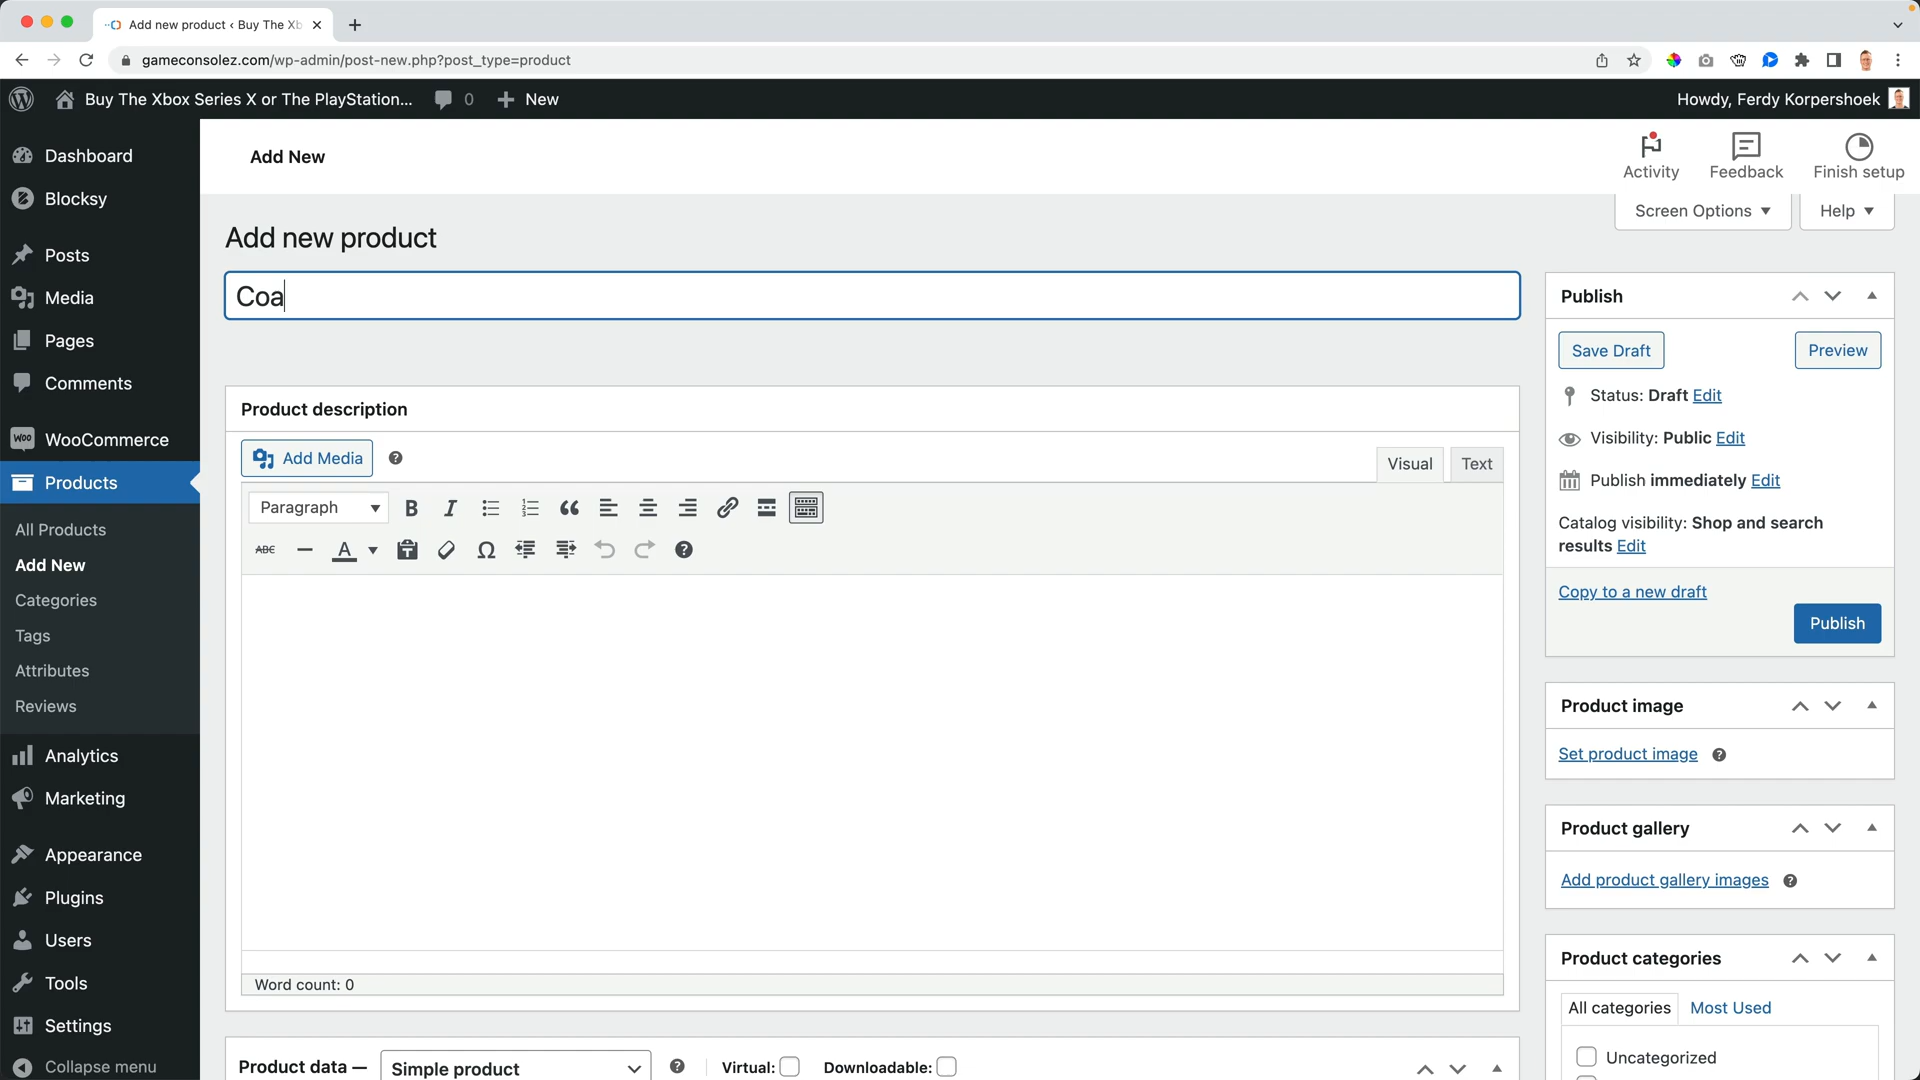 Add new product ‹ Buy The Xb
gameconsolez.com/wp-admin/post-new.php?post_type=product
Buy The Xbox Series X or The PlayStation... 0 New
Howdy, Ferdy Korpershoek
Dashboard
Blocksy
Posts
Media
Pages
Comments
WooCommerce
Products
All Products
Add New
Categories
Tags
Attributes
Reviews
Analytics
Marketing
Appearance
Plugins
Users
Tools
Settings
Collapse menu
Add New
Activity
Feedback
Finish setup
Screen Options ▼
Help ▼
Add new product
Coa
Product description
Add Media
Visual
Text
Paragraph
B I
ABC A Ω
Word count: 0
Product data —
Simple product
Virtual:
Downloadable:
Publish
Save Draft
Preview
Status: Draft Edit
Visibility: Public Edit
Publish immediately Edit
Catalog visibility: Shop and search
results Edit
Copy to a new draft
Publish
Product image
Set product image
Product gallery
Add product gallery images
Product categories
All categories
Most Used
Uncategorized